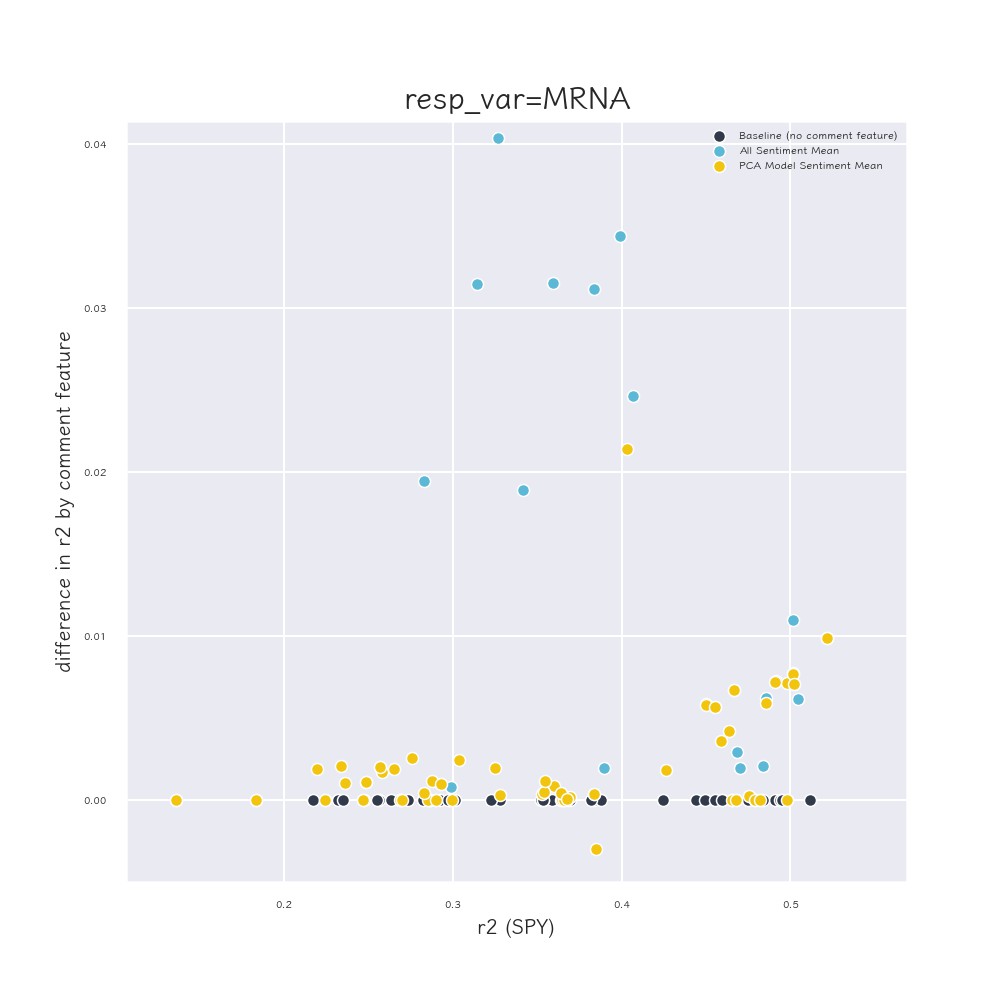 resp_var=MRNA
Baseline (no comment feature)
All Sentiment Mean
PCA Model Sentiment Mean
0.04
0.03
0.02
0.01
0.00
difference in r2 by comment feature
0.2 0.3 0.4 0.5
r2 (SPY)